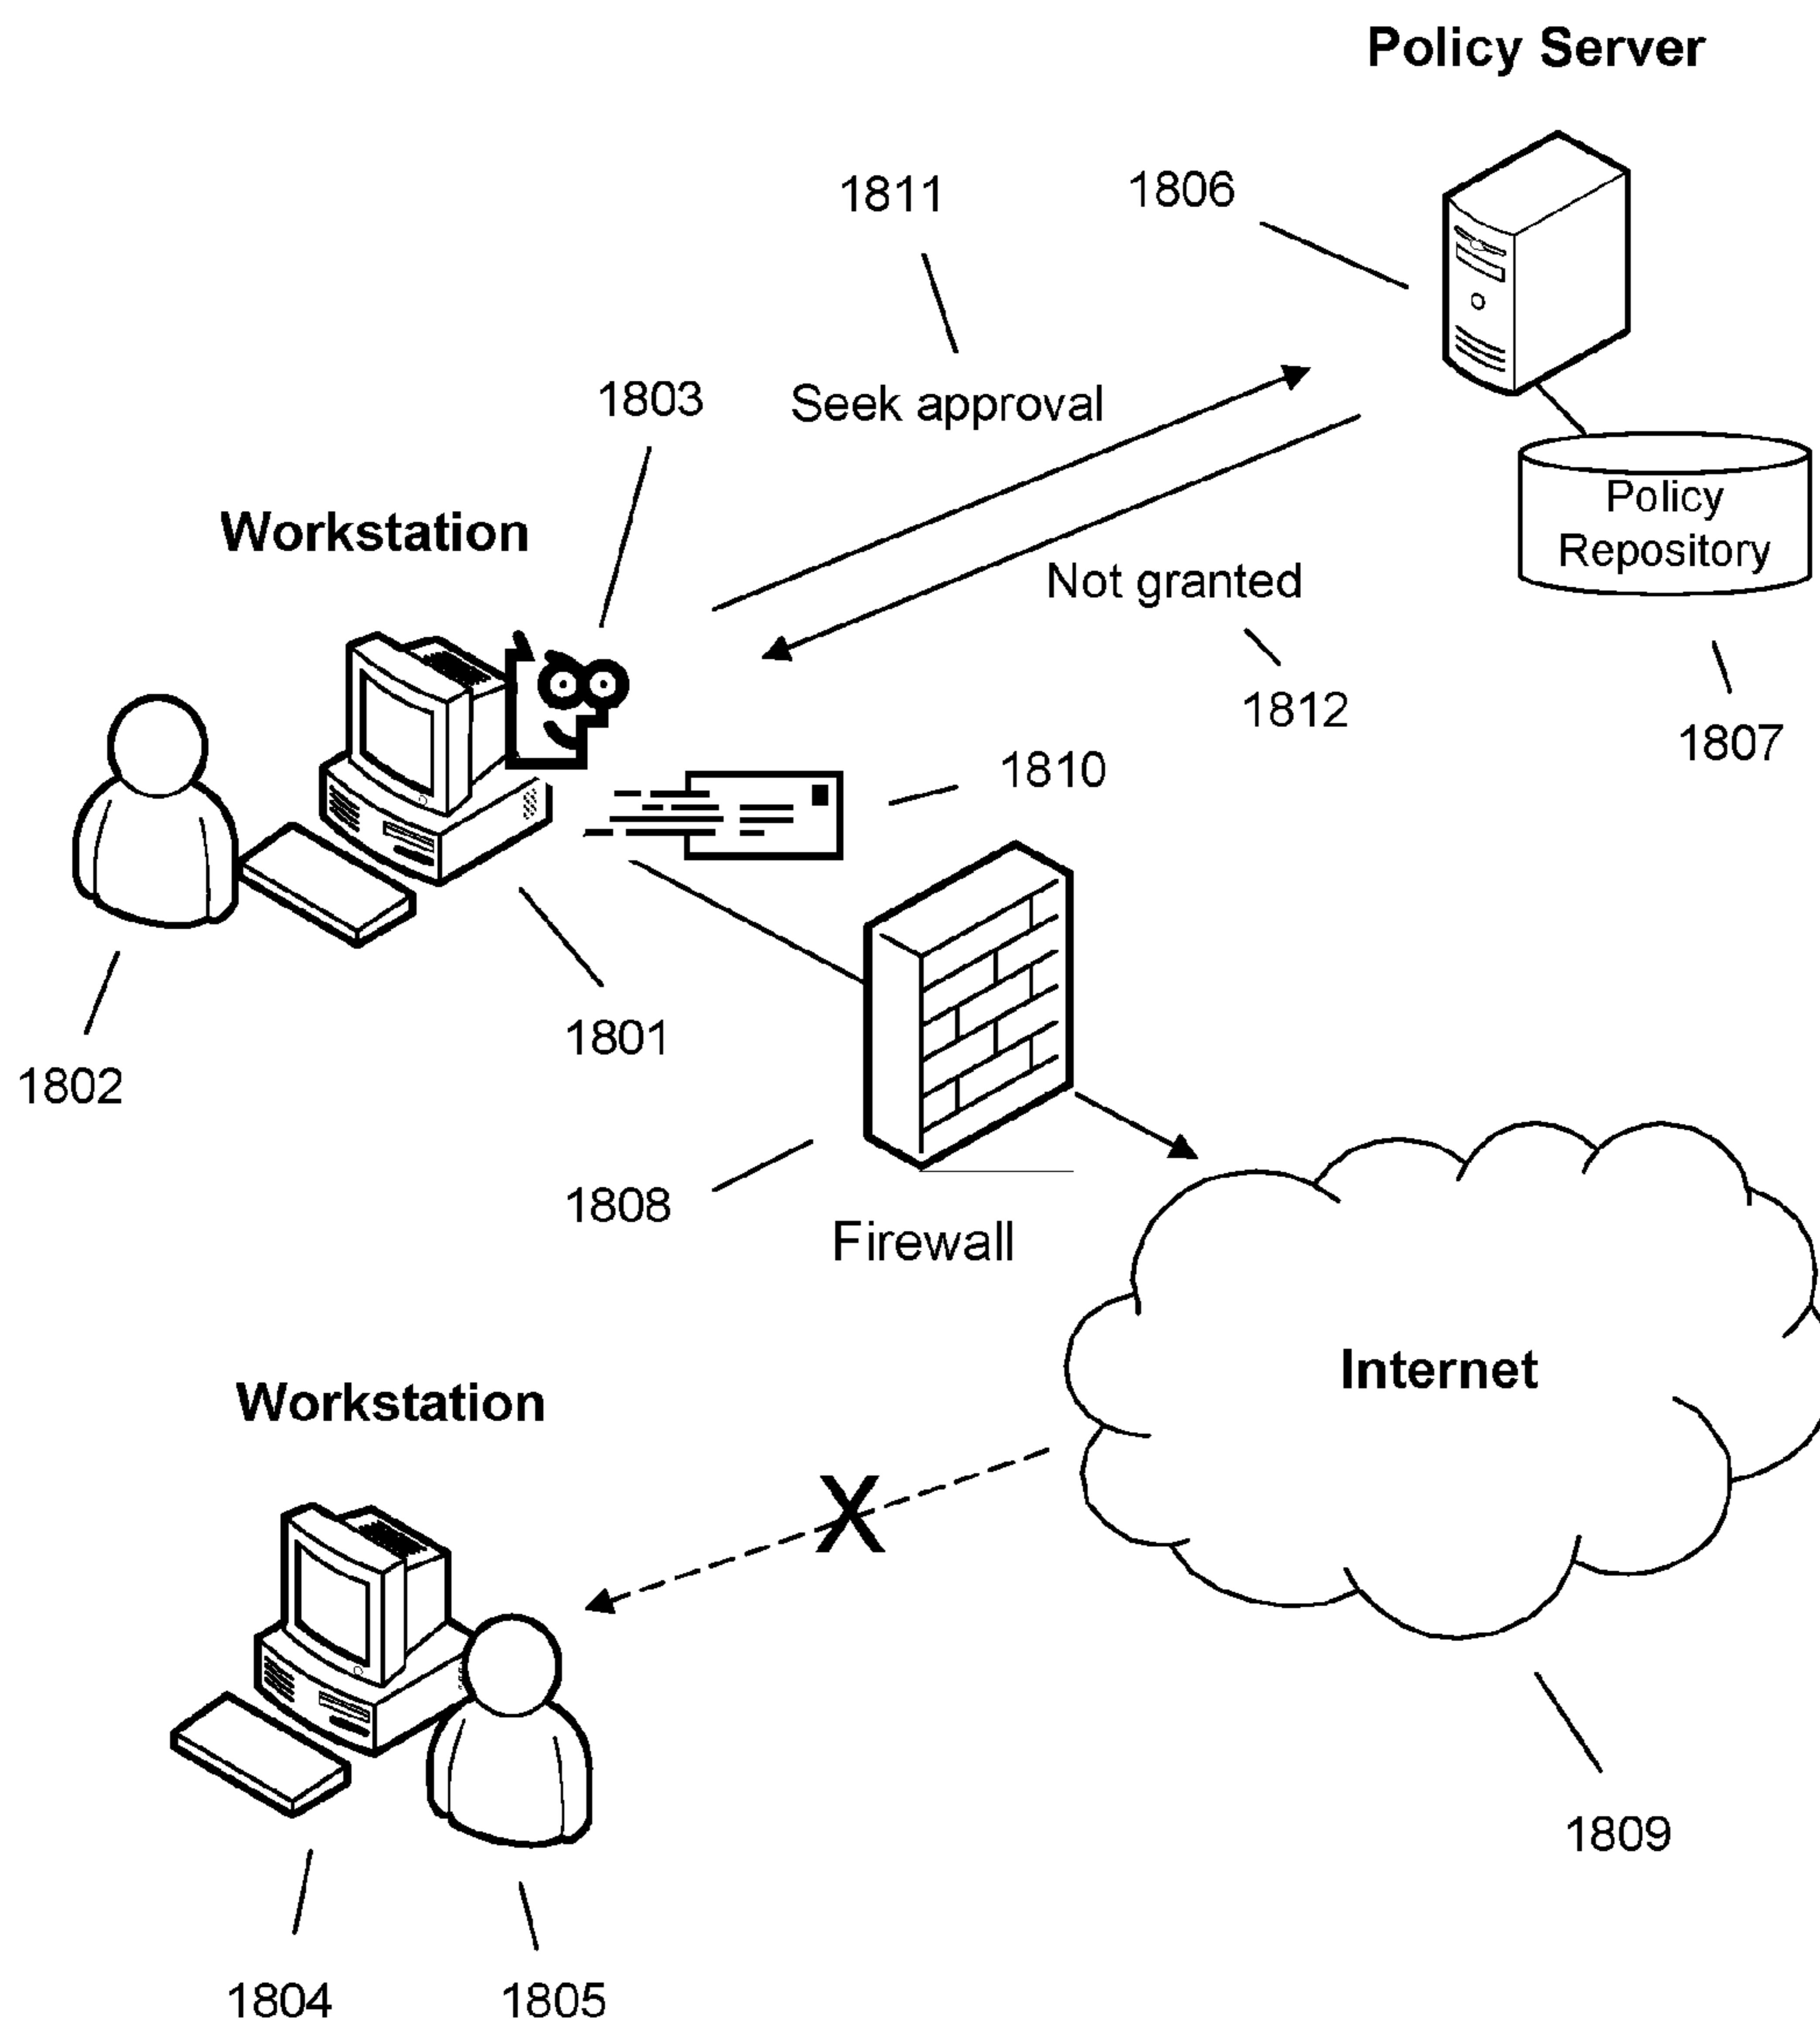 Policy Server
1811
1806
1803
Seek approval
Policy
Repository
Workstation
Not granted
1812
1807
1810
1801
1802
1808
Firewall
Internet
Workstation
X
1809
1804
1805